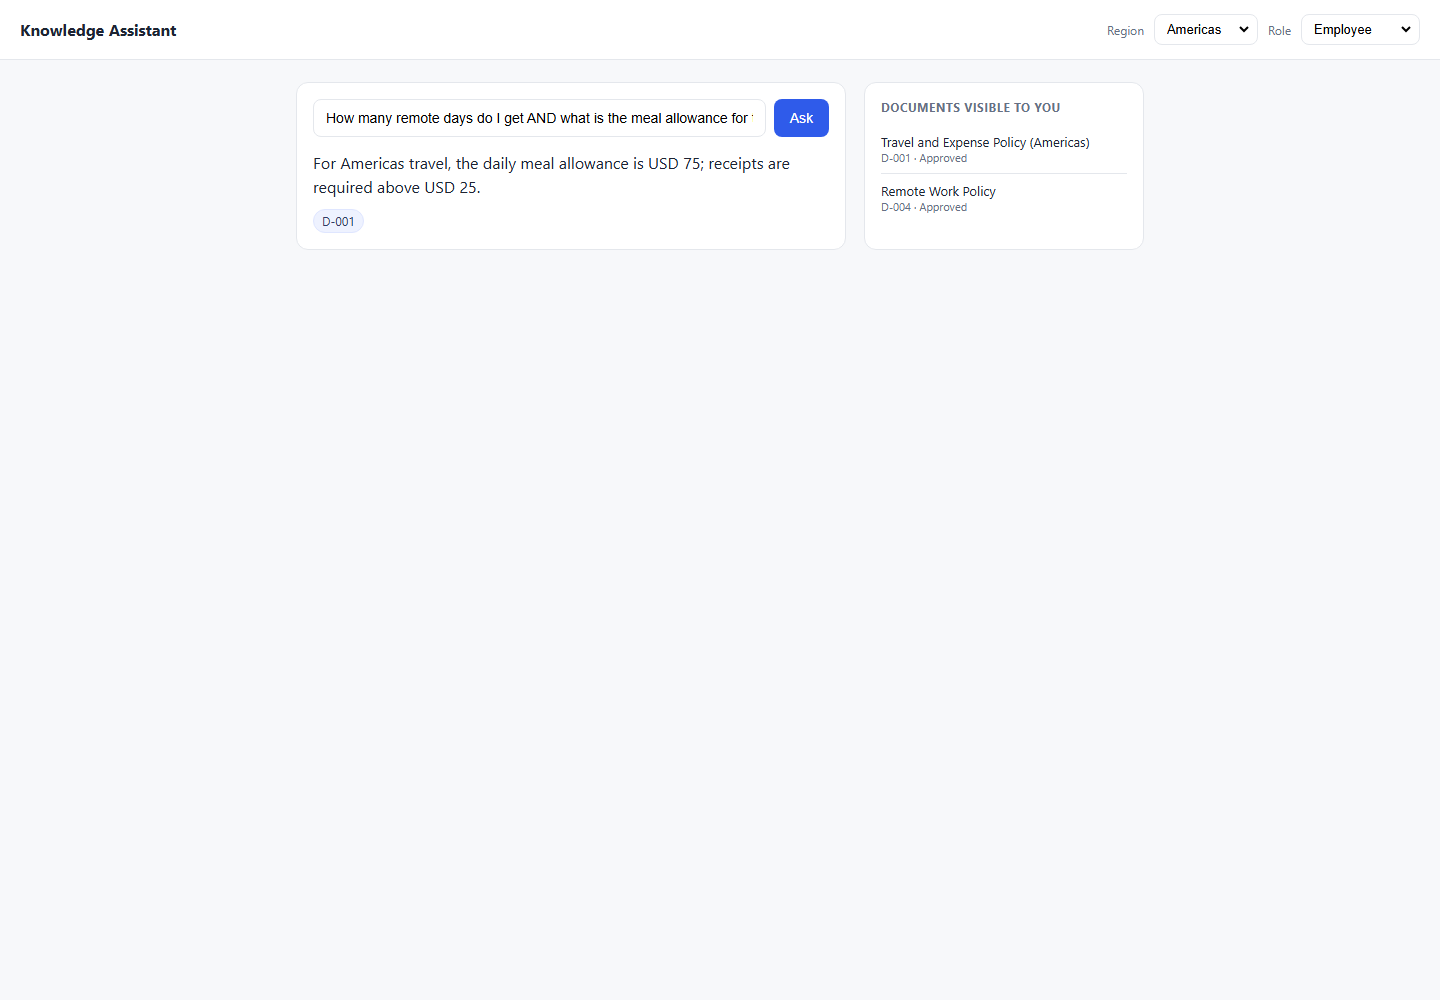 Knowledge Assistant
Region
Americas
Role
Employee
How many remote days do I get AND what is the meal allowance for
Ask
For Americas travel, the daily meal allowance is USD 75; receipts are
required above USD 25.
D-001
DOCUMENTS VISIBLE TO YOU
Travel and Expense Policy (Americas)
D-001 · Approved
Remote Work Policy
D-004 · Approved